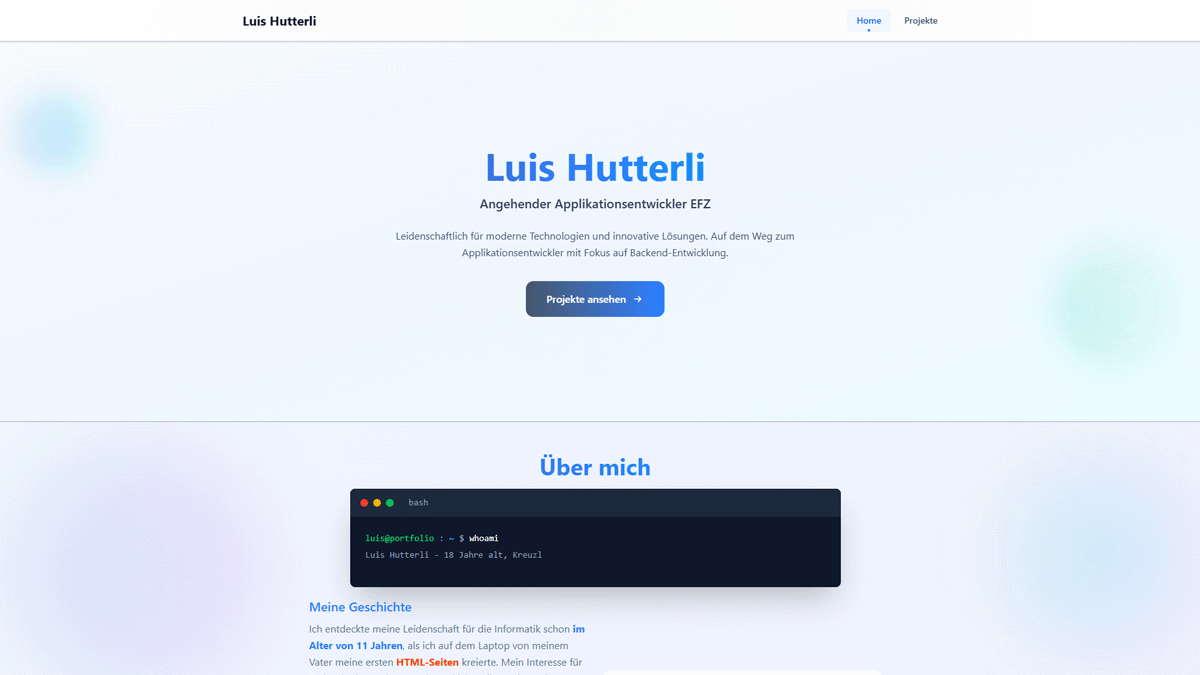 Luis Hutterli
Home
Projekte
Luis Hutterli
Angehender Applikationsentwickler EFZ
Leidenschaftlich für moderne Technologien und innovative Lösungen. Auf dem Weg zum
Applikationsentwickler mit Fokus auf Backend-Entwicklung.
Projekte ansehen →
Über mich
bash
luis@portfolio : ~ $ whoami
Luis Hutterli - 18 Jahre alt, Kreuzl
Meine Geschichte
Ich entdeckte meine Leidenschaft für die Informatik schon im
Alter von 11 Jahren, als ich auf dem Laptop von meinem
Vater meine ersten HTML-Seiten kreierte. Mein Interesse für